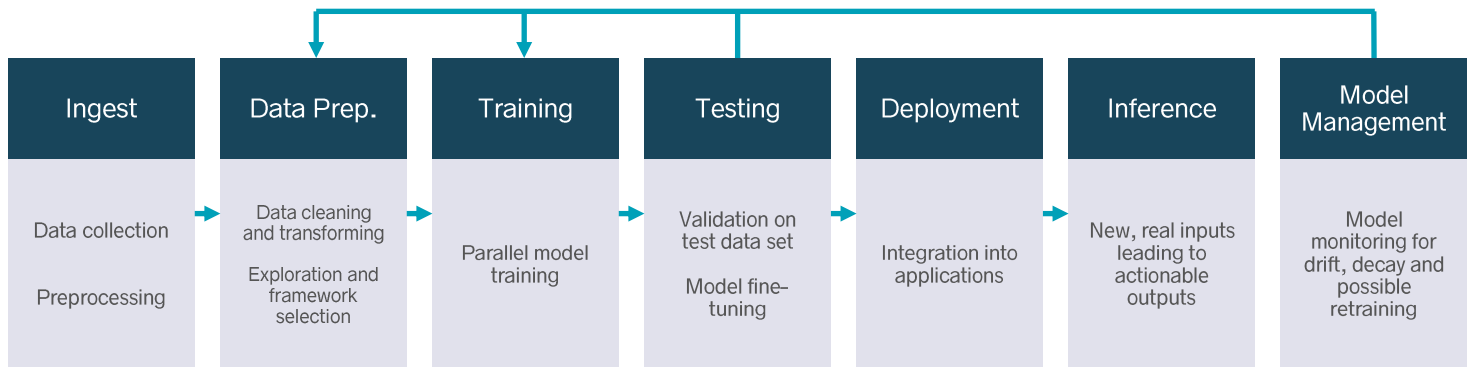 Ingest
Data collection
Preprocessing
Data Prep.
Data cleaning
and transforming
Exploration and
framework
selection
Training
Parallel model
training
Testing
Validation on
test data set
Model fine–
tuning
Deployment
Integration into
applications
Inference
New, real inputs
leading to
actionable
outputs
Model
Management
Model
monitoring for
drift, decay and
possible
retraining